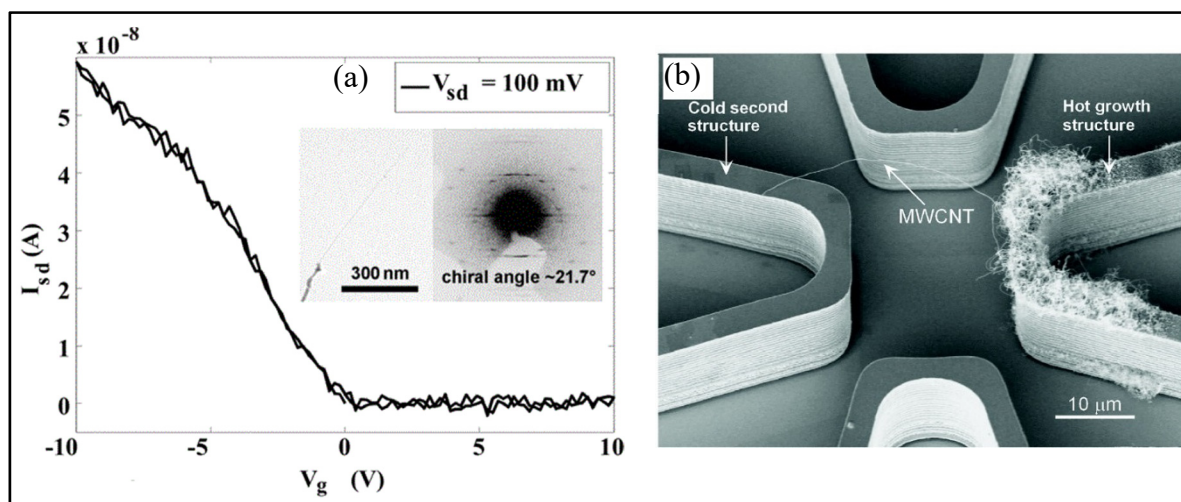 x 10⁻⁸
(a)
V_sd = 100 mV
5
4
3
2
1
0
I_sd (A)
300 nm
chiral angle ~21.7°
-10
-5
0
5
10
V_g (V)
(b)
Cold second
structure
Hot growth
structure
MWCNT
10 µm